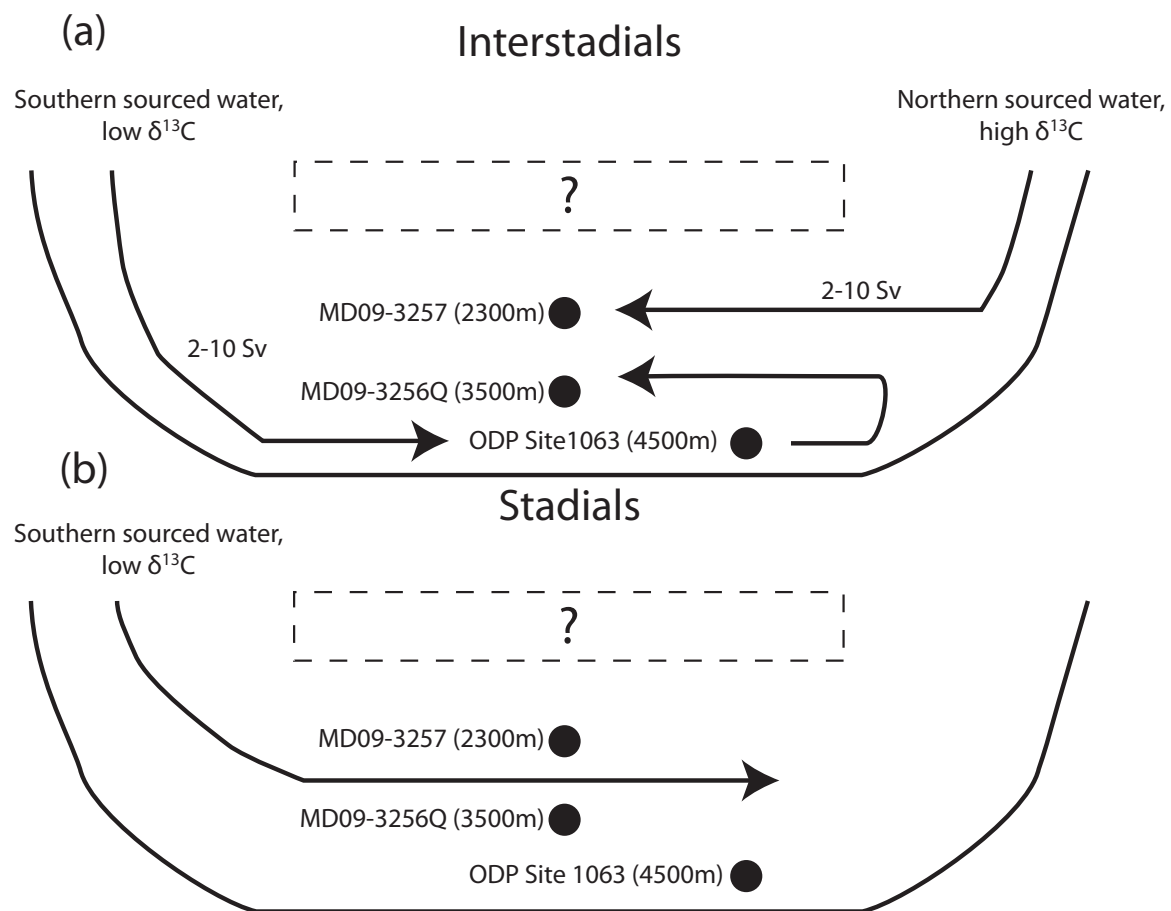 (a)
Interstadials
Southern sourced water,
low δ¹³C
Northern sourced water,
high δ¹³C
?
MD09-3257 (2300m)
2-10 Sv
2-10 Sv
MD09-3256Q (3500m)
ODP Site1063 (4500m)
(b)
Stadials
Southern sourced water,
low δ¹³C
?
MD09-3257 (2300m)
MD09-3256Q (3500m)
ODP Site 1063 (4500m)